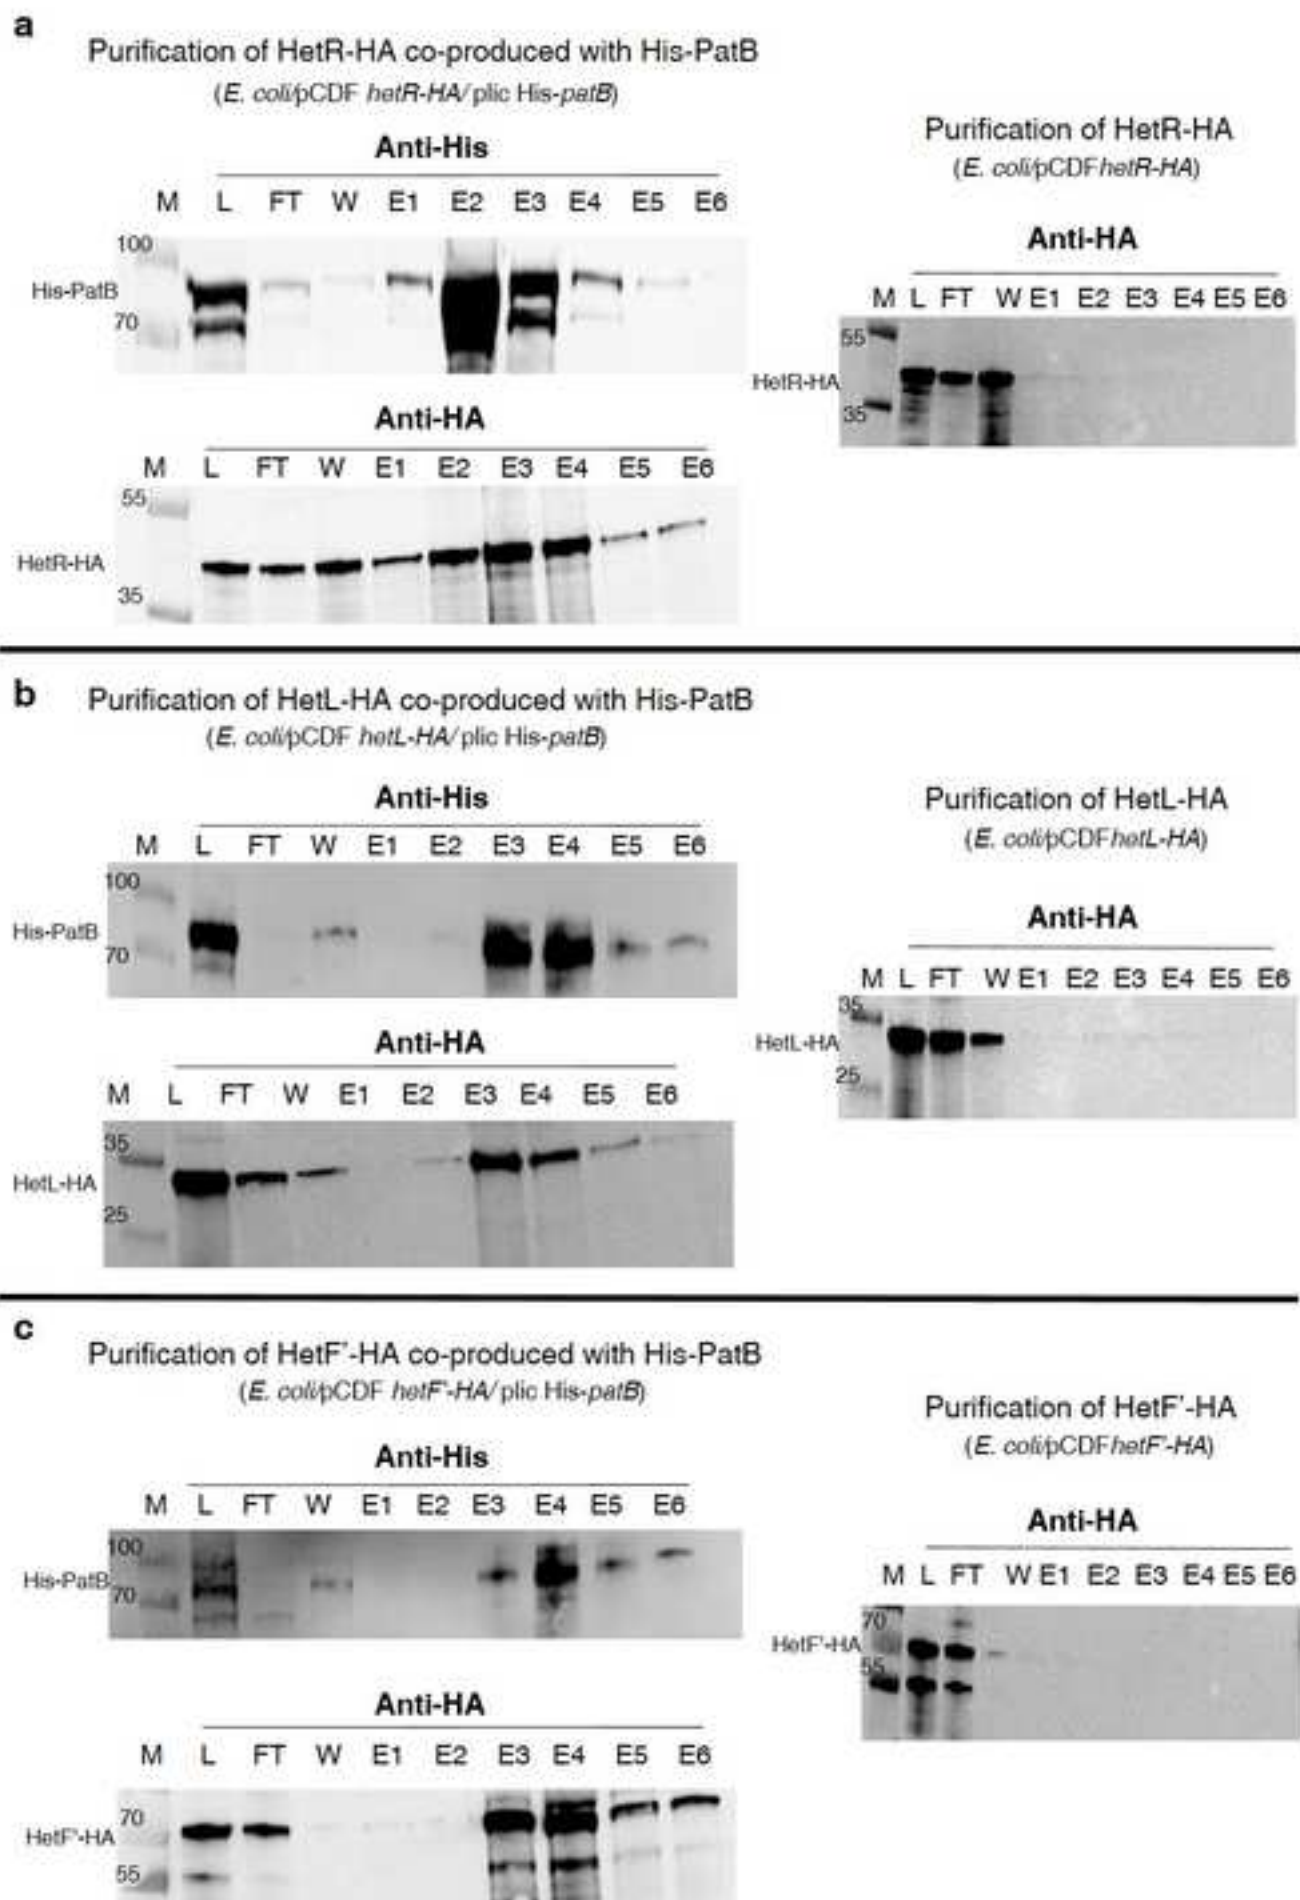 a
Purification of HetR-HA co-produced with His-PatB
(E. coli/pCDF hetR-HA/ plic His-patB)
Anti-His
M L FT W E1 E2 E3 E4 E5 E6
100
His-PatB
70
Anti-HA
M L FT W E1 E2 E3 E4 E5 E6
55
HetR-HA
35
Purification of HetR-HA
(E. coli/pCDFhetR-HA)
Anti-HA
M L FT W E1 E2 E3 E4 E5 E6
55
HetR-HA
35
b
Purification of HetL-HA co-produced with His-PatB
(E. coli/pCDF hetL-HA/ plic His-patB)
Anti-His
M L FT W E1 E2 E3 E4 E5 E6
100
His-PatB
70
Anti-HA
M L FT W E1 E2 E3 E4 E5 E6
35
HetL-HA
25
Purification of HetL-HA
(E. coli/pCDFhetL-HA)
Anti-HA
M L FT W E1 E2 E3 E4 E5 E6
35
HetL-HA
25
c
Purification of HetF'-HA co-produced with His-PatB
(E. coli/pCDF hetF'-HA/ plic His-patB)
Anti-His
M L FT W E1 E2 E3 E4 E5 E6
100
His-PatB
70
Anti-HA
M L FT W E1 E2 E3 E4 E5 E6
70
HetF'-HA
55
Purification of HetF'-HA
(E. coli/pCDFhetF'-HA)
Anti-HA
M L FT W E1 E2 E3 E4 E5 E6
70
HetF'-HA
55